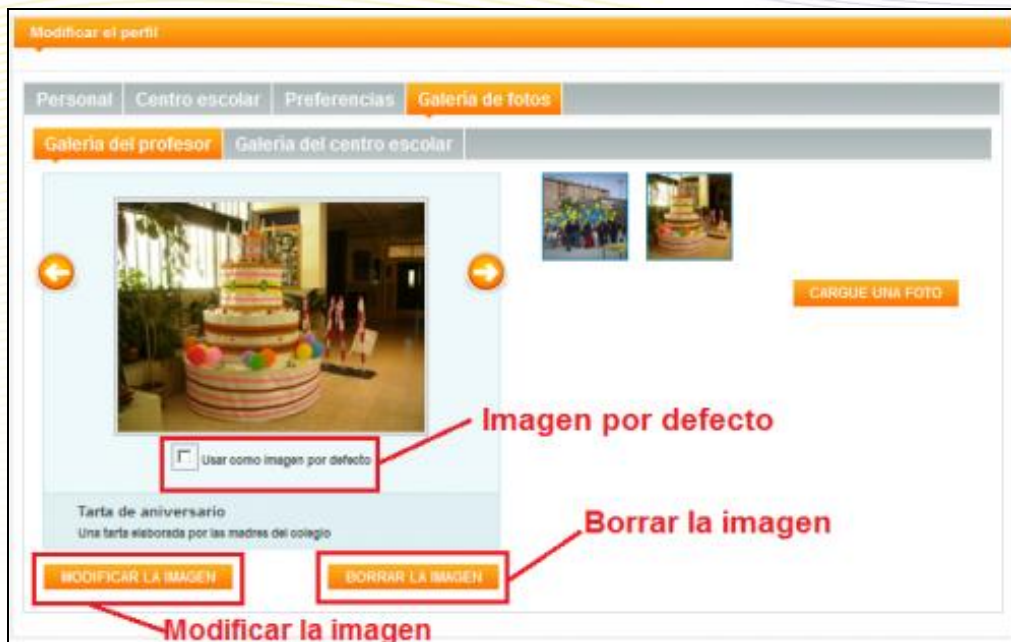 Modificar el perfil
Personal Centro escolar Preferencias Galería de fotos
Galería del profesor Galería del centro escolar
CARGUE UNA FOTO
Usar como imagen por defecto
Imagen por defecto
Tarta de aniversario
Una tarta elaborada por las madres del colegio
Borrar la imagen
MODIFICAR LA IMAGEN BORRAR LA IMAGEN
Modificar la imagen